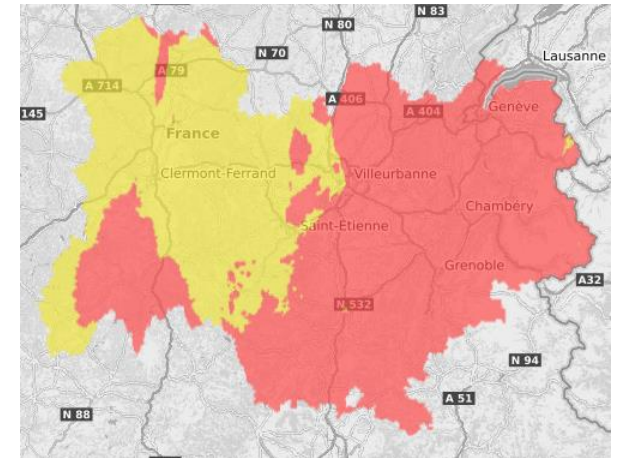 N 83
N 80
N 70
Lausanne
A 79
A 714
A 406
A 404
Genève
145
France
Clermont-Ferrand
Villeurbanne
Chambéry
Saint-Etienne
Grenoble
A32
N 532
N 94
A 51
N 88